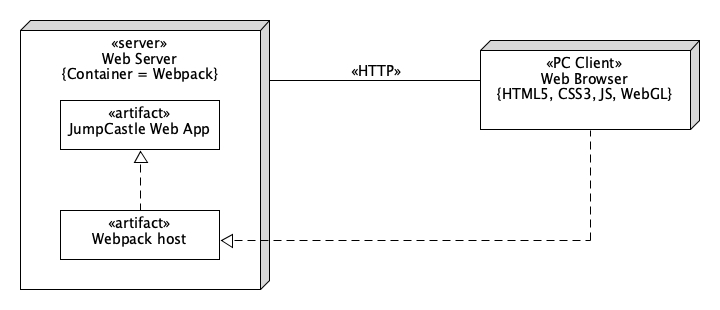 «server»
Web Server
{Container = Webpack}
«artifact»
JumpCastle Web App
«artifact»
Webpack host
«HTTP»
«PC Client»
Web Browser
{HTML5, CSS3, JS, WebGL}